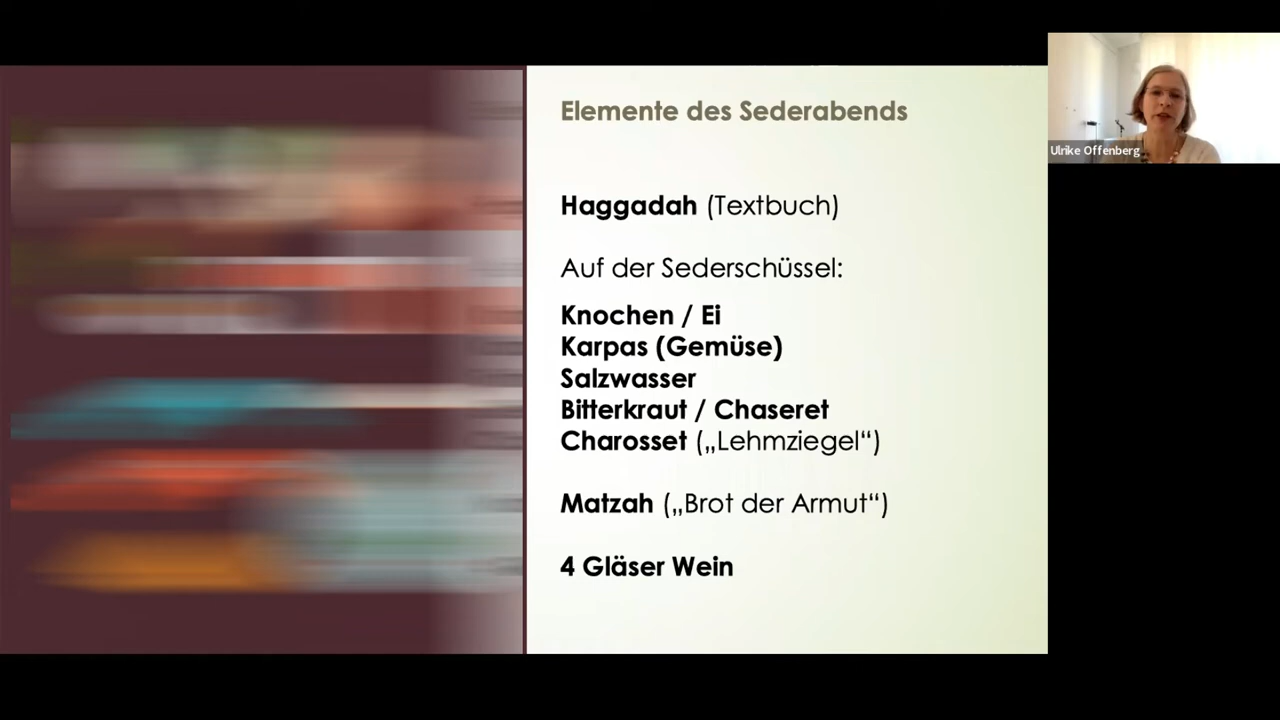 Elemente des Sederabends
Haggadah (Textbuch)
Auf der Sederschüssel:
Knochen / Ei
Karpas (Gemüse)
Salzwasser
Bitterkraut / Chaseret
Charosset („Lehmziegel“)
Matzah („Brot der Armut“)
4 Gläser Wein
Ulrike Offenberg